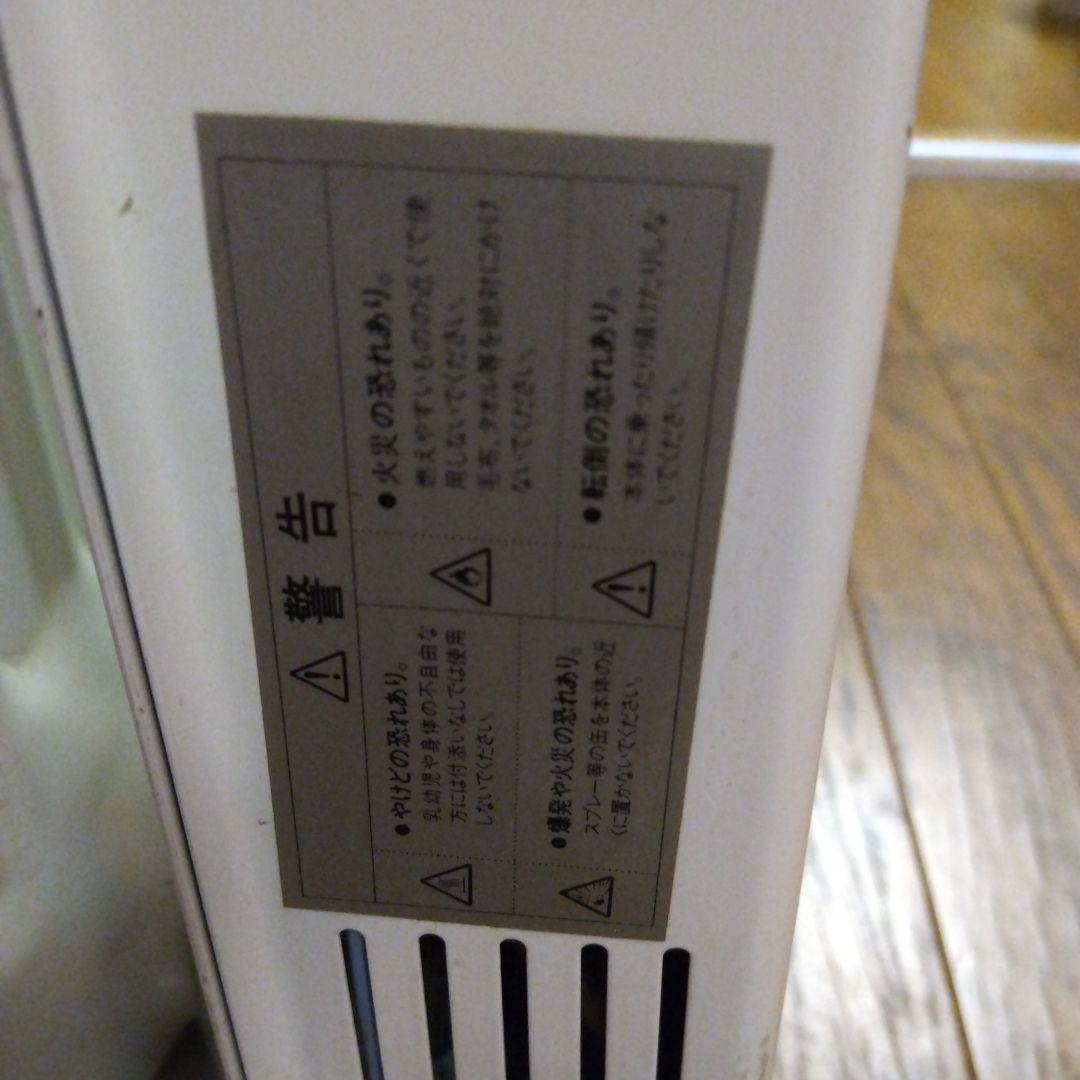 警告
●やけどの恐れあり。
乳幼児や身体の不自由な
方には付添いなしでは使用
しないでください。
●火災の恐れあり。
燃えやすいものの近くで使
用しないでください。
毛布、タオル等を絶対にかけ
ないでください。
●爆発や火災の恐れあり。
スプレー等の缶を本体の近
くに置かないでください。
●転倒の恐れあり。
本体に乗ったり傾けたりしな
いでください。